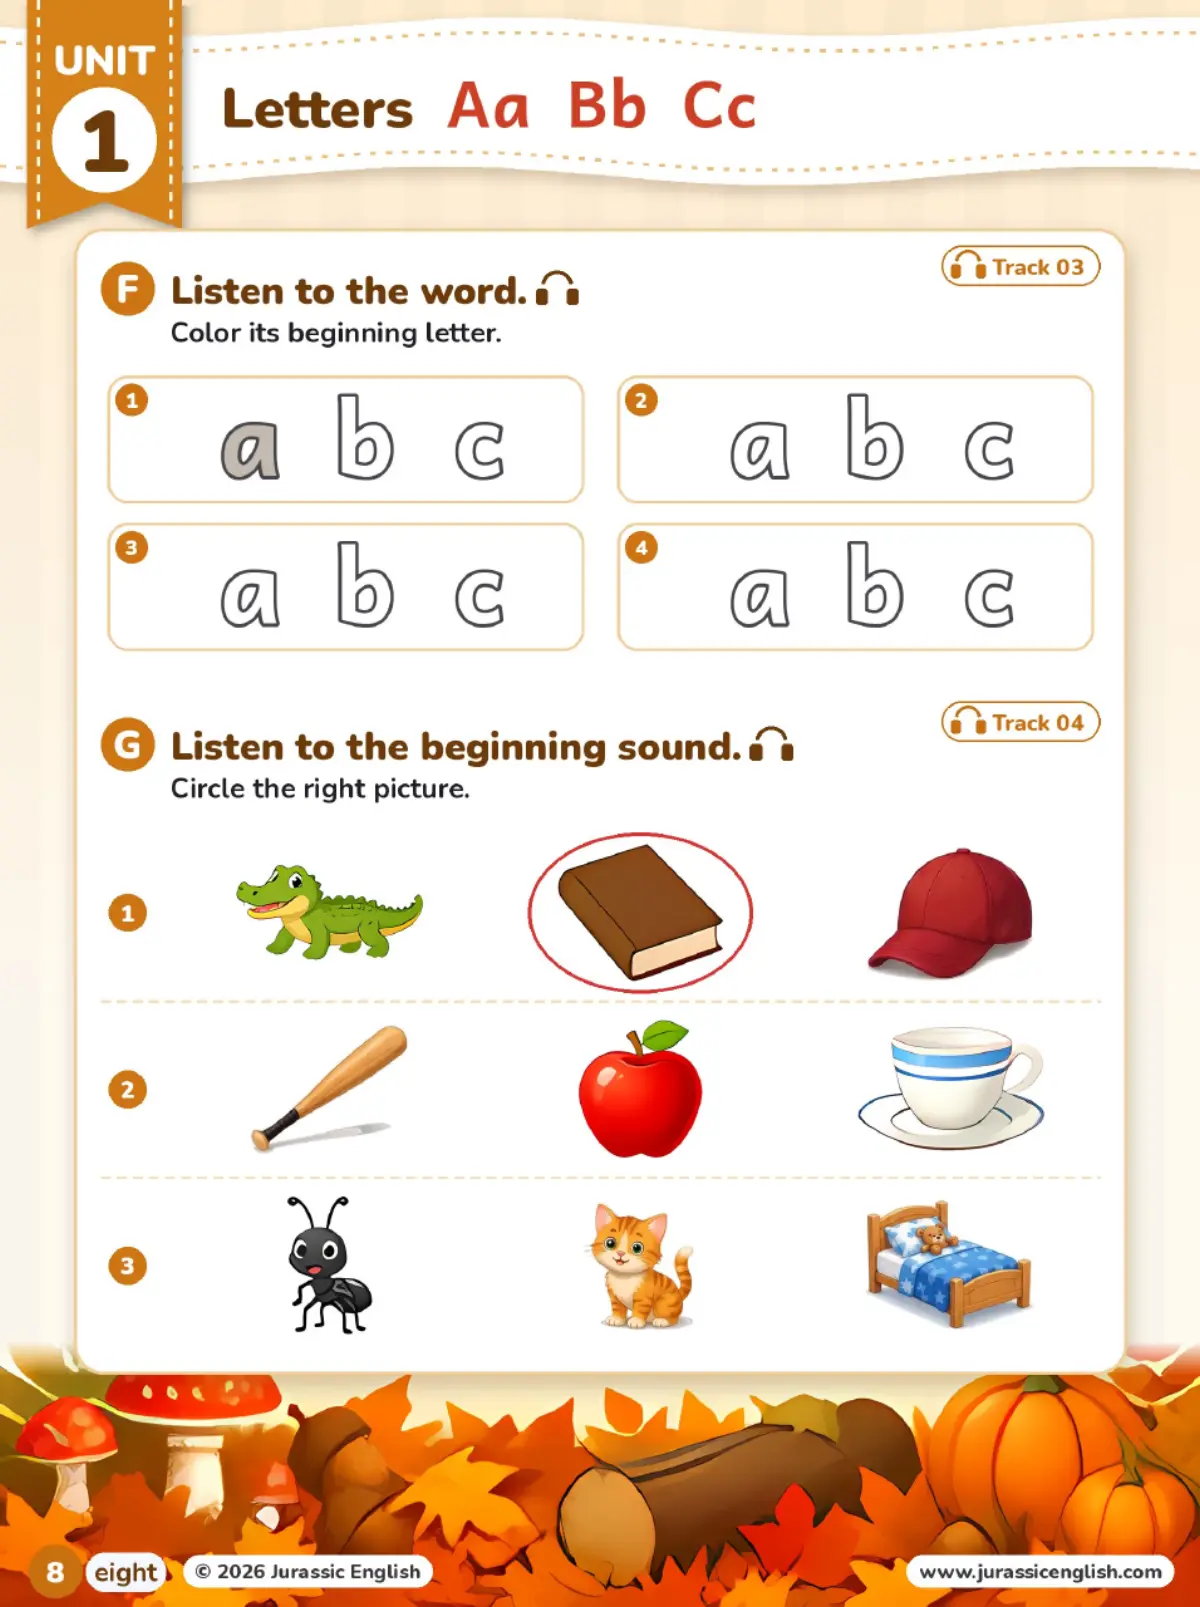 UNIT
1
Letters Aa Bb Cc
F Listen to the word.
Track 03
Color its beginning letter.
1 a b c
2 a b c
3 a b c
4 a b c
G Listen to the beginning sound.
Track 04
Circle the right picture.
1
2
3
8 eight © 2026 Jurassic English www.jurassicenglish.com